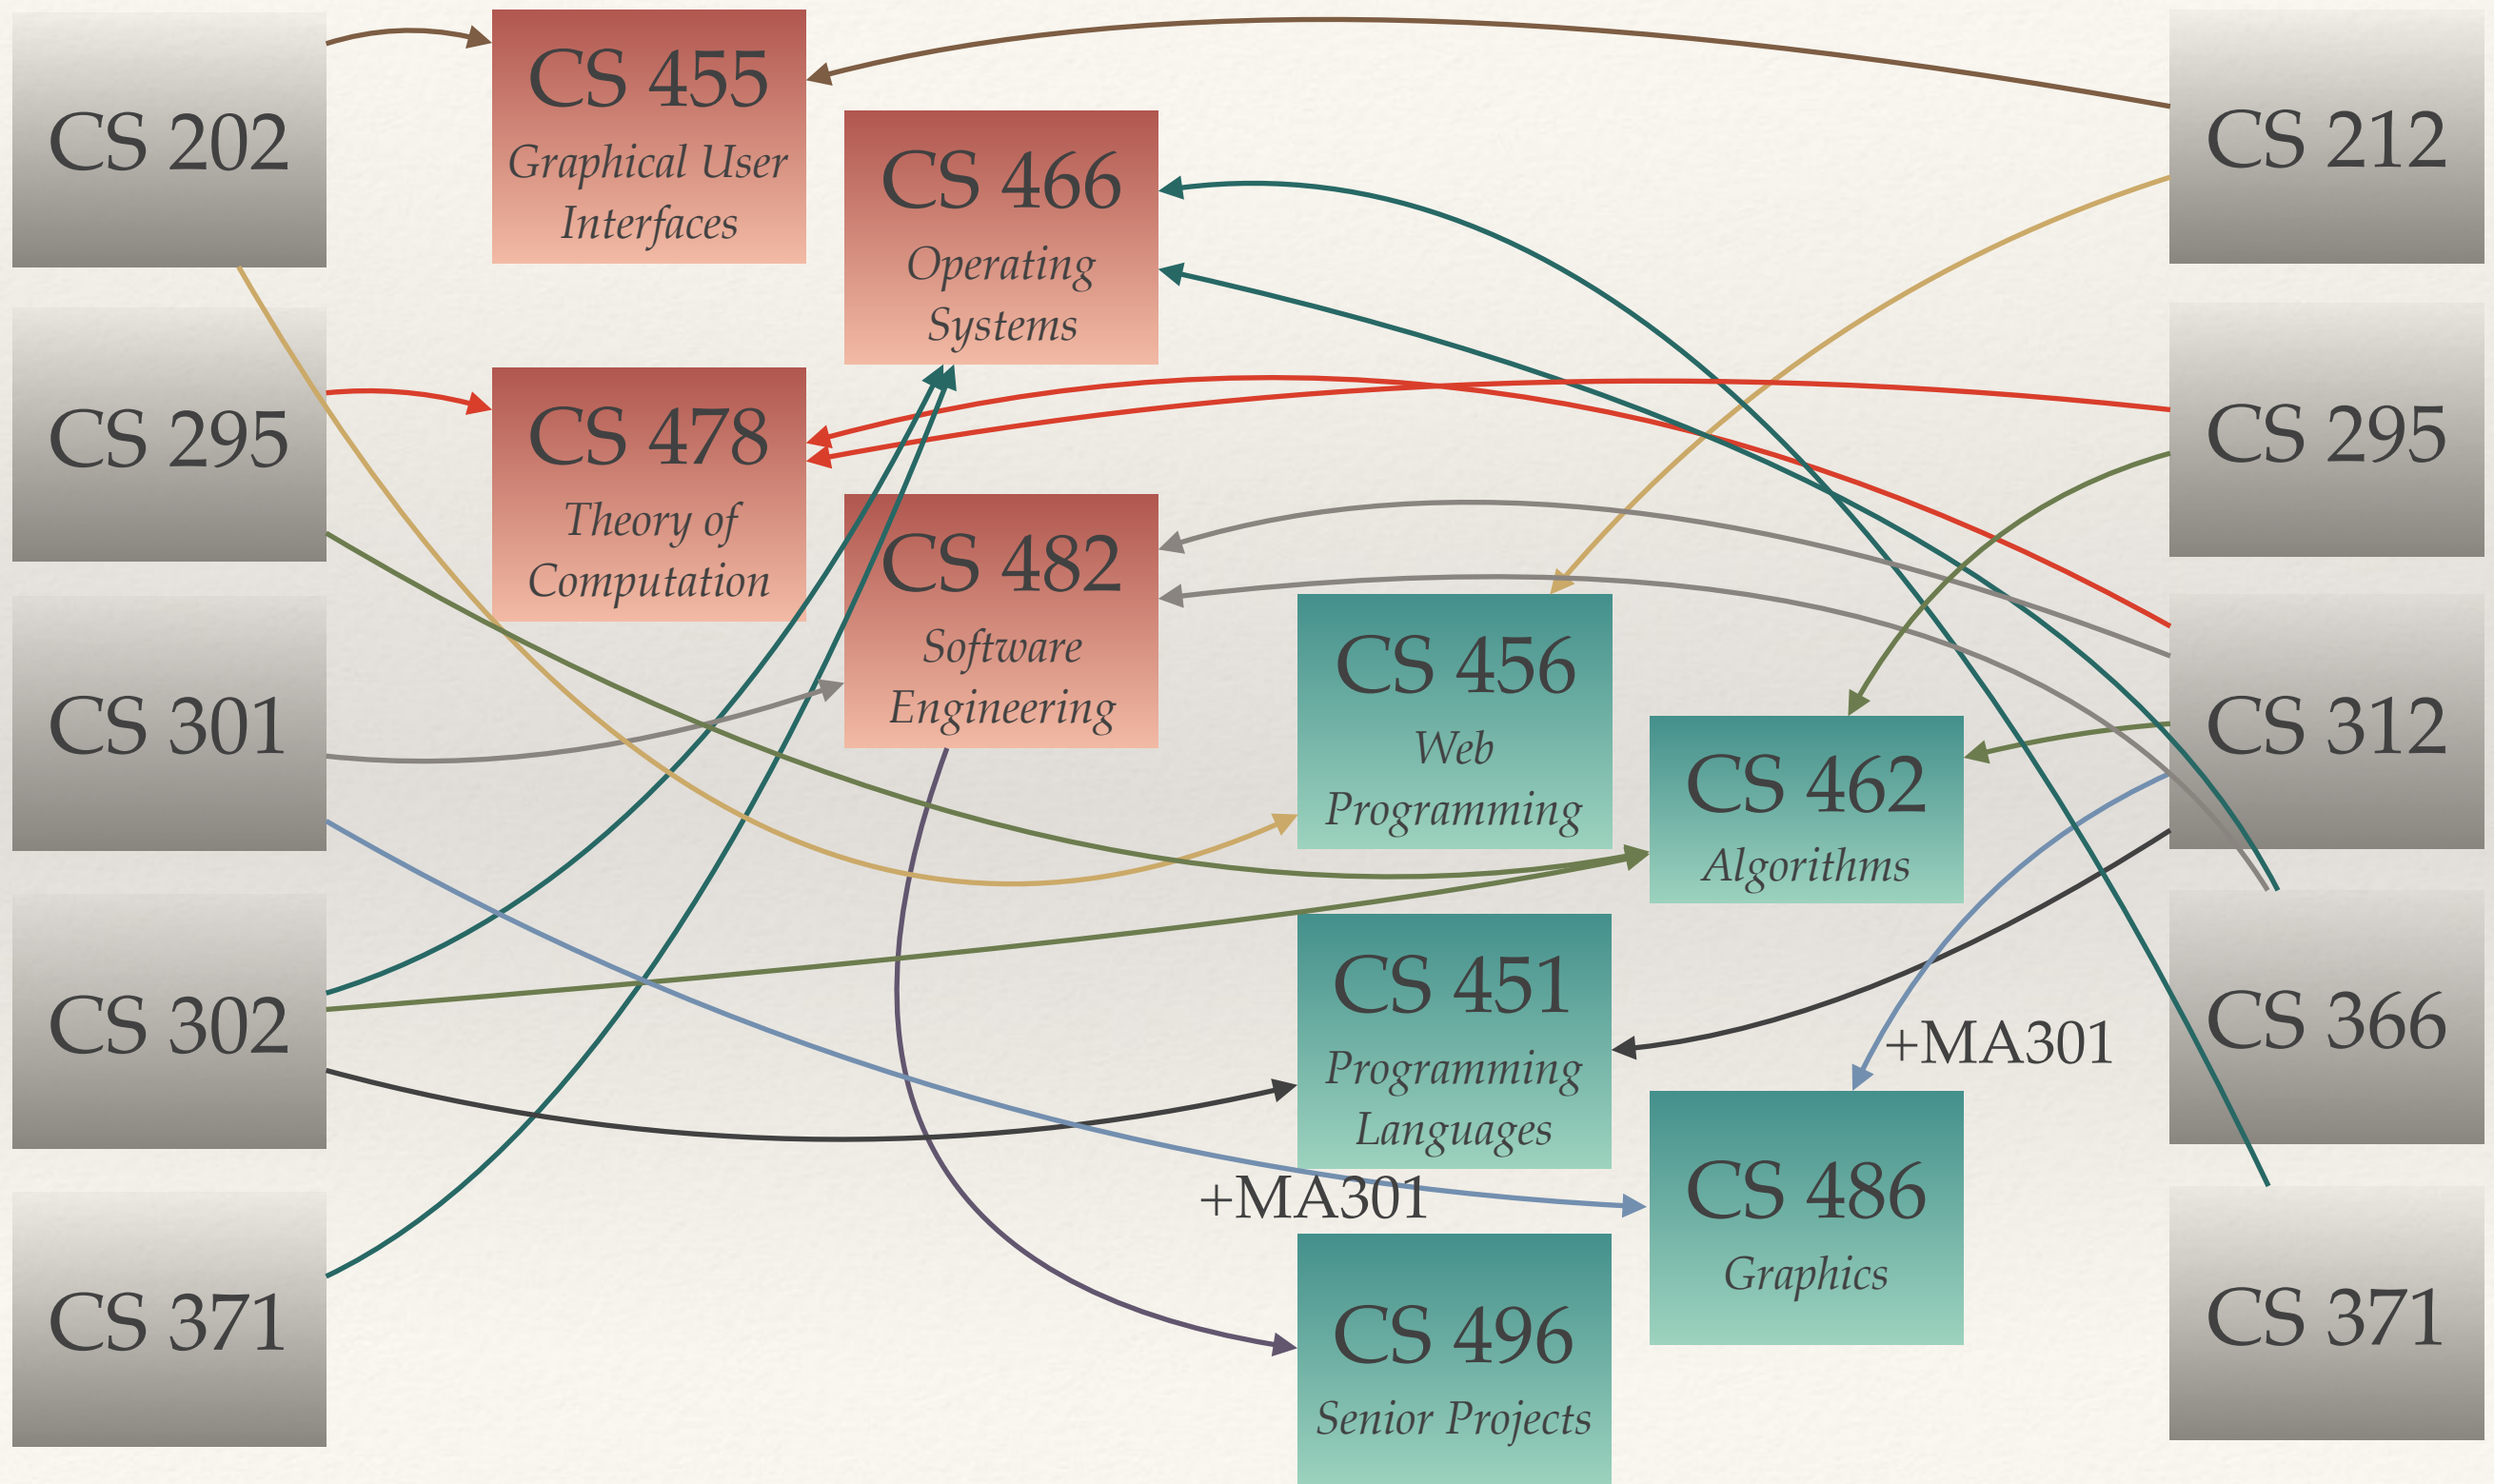 CS 202
CS 295
CS 301
CS 302
CS 371
CS 455
Graphical User
Interfaces
CS 478
Theory of
Computation
CS 466
Operating
Systems
CS 482
Software
Engineering
CS 456
Web
Programming
CS 451
Programming
Languages
+MA301
CS 496
Senior Projects
CS 462
Algorithms
+MA301
CS 486
Graphics
CS 212
CS 295
CS 312
CS 366
CS 371